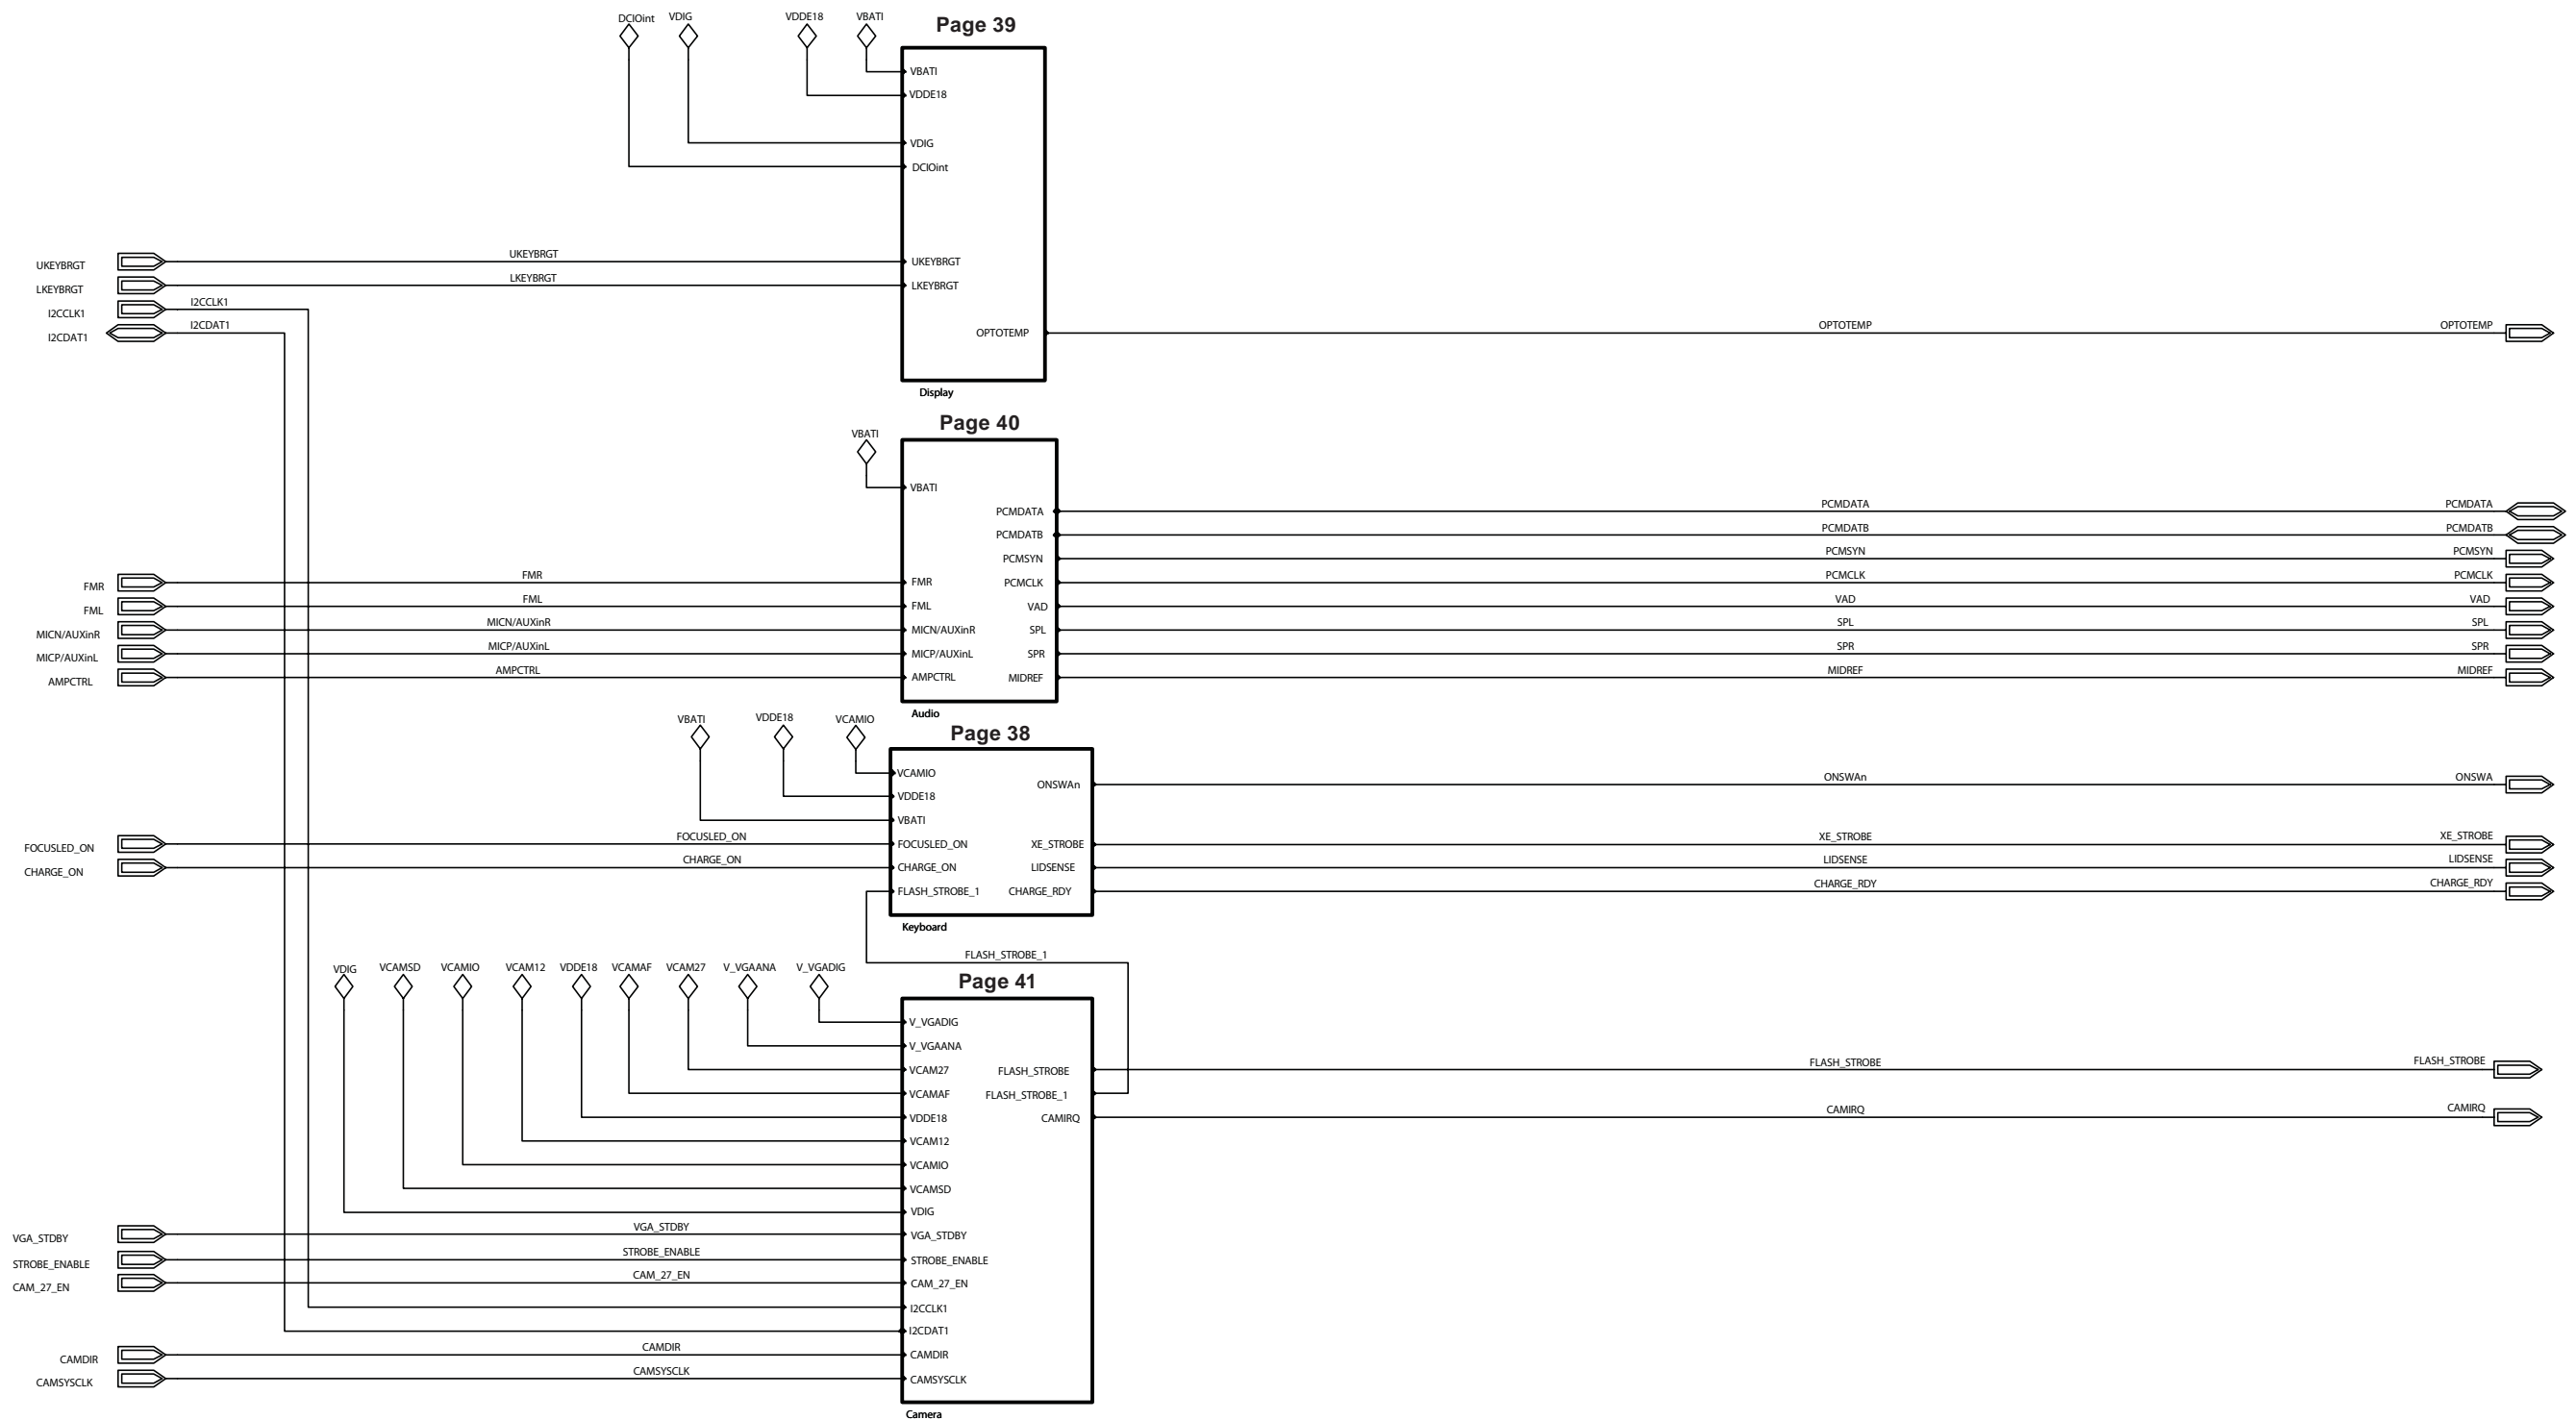 DCIOint VDIG VDDE18 VBATI
Page 39
VBATI
VDDE18
VDIG
DCIOint
UKEYBRGT UKEYBRGT UKEYBRGT
LKEYBRGT LKEYBRGT LKEYBRGT
I2CCLK1 I2CCLK1
I2CDAT1 I2CDAT1
OPTOTEMP OPTOTEMP OPTOTEMP
Display
Page 40
VBATI
VBATI
PCMDATA PCMDATA PCMDATA
PCMDATB PCMDATB PCMDATB
PCMSYN PCMSYN PCMSYN
FMR FMR FMR PCMCLK PCMCLK PCMCLK
FML FML FML VAD VAD VAD
MICN/AUXinR MICN/AUXinR MICN/AUXinR SPL SPL SPL
MICP/AUXinL MICP/AUXinL MICP/AUXinL SPR SPR SPR
AMPCTRL AMPCTRL AMPCTRL MIDREF MIDREF MIDREF
Audio
VBATI VDDE18 VCAMIO
Page 38
VCAMIO
ONSWAn ONSWAn ONSWA
VDDE18
VBATI
FOCUSLED_ON FOCUSLED_ON FOCUSLED_ON XE_STROBE XE_STROBE XE_STROBE
CHARGE_ON CHARGE_ON CHARGE_ON LIDSENSE LIDSENSE LIDSENSE
FLASH_STROBE_1 CHARGE_RDY CHARGE_RDY CHARGE_RDY
Keyboard
FLASH_STROBE_1
VDIG VCAMSD VCAMIO VCAM12 VDDE18 VCAMAF VCAM27 V_VGAANA V_VGADIG
Page 41
V_VGADIG
V_VGAANA
VCAM27 FLASH_STROBE FLASH_STROBE FLASH_STROBE
VCAMAF FLASH_STROBE_1
VDDE18 CAMIRQ CAMIRQ CAMIRQ
VCAM12
VCAMIO
VCAMSD
VDIG
VGA_STDBY VGA_STDBY VGA_STDBY
STROBE_ENABLE STROBE_ENABLE STROBE_ENABLE
CAM_27_EN CAM_27_EN CAM_27_EN
I2CCLK1
I2CDAT1
CAMDIR CAMDIR CAMDIR
CAMSYSCLK CAMSYSCLK CAMSYSCLK
Camera